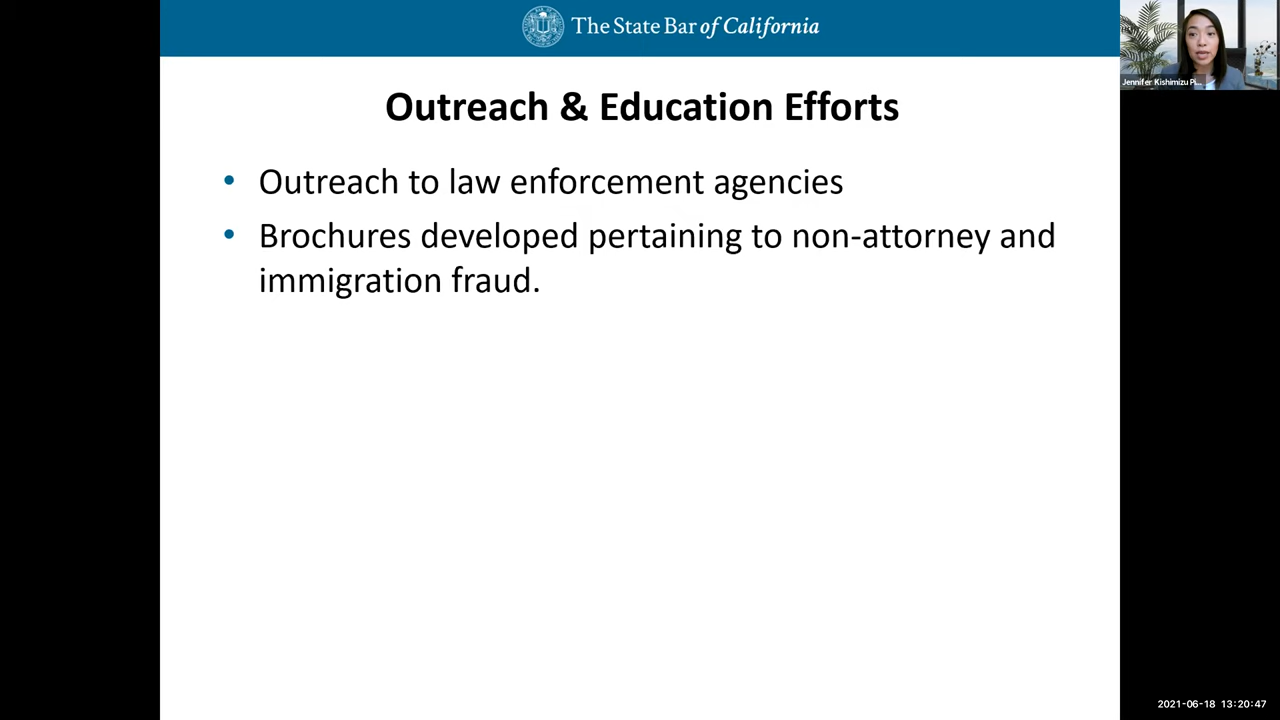 The State Bar of California
Jennifer Kishimizu Pi...
Outreach & Education Efforts
• Outreach to law enforcement agencies
• Brochures developed pertaining to non-attorney and
immigration fraud.
2021-06-18 13:20:47